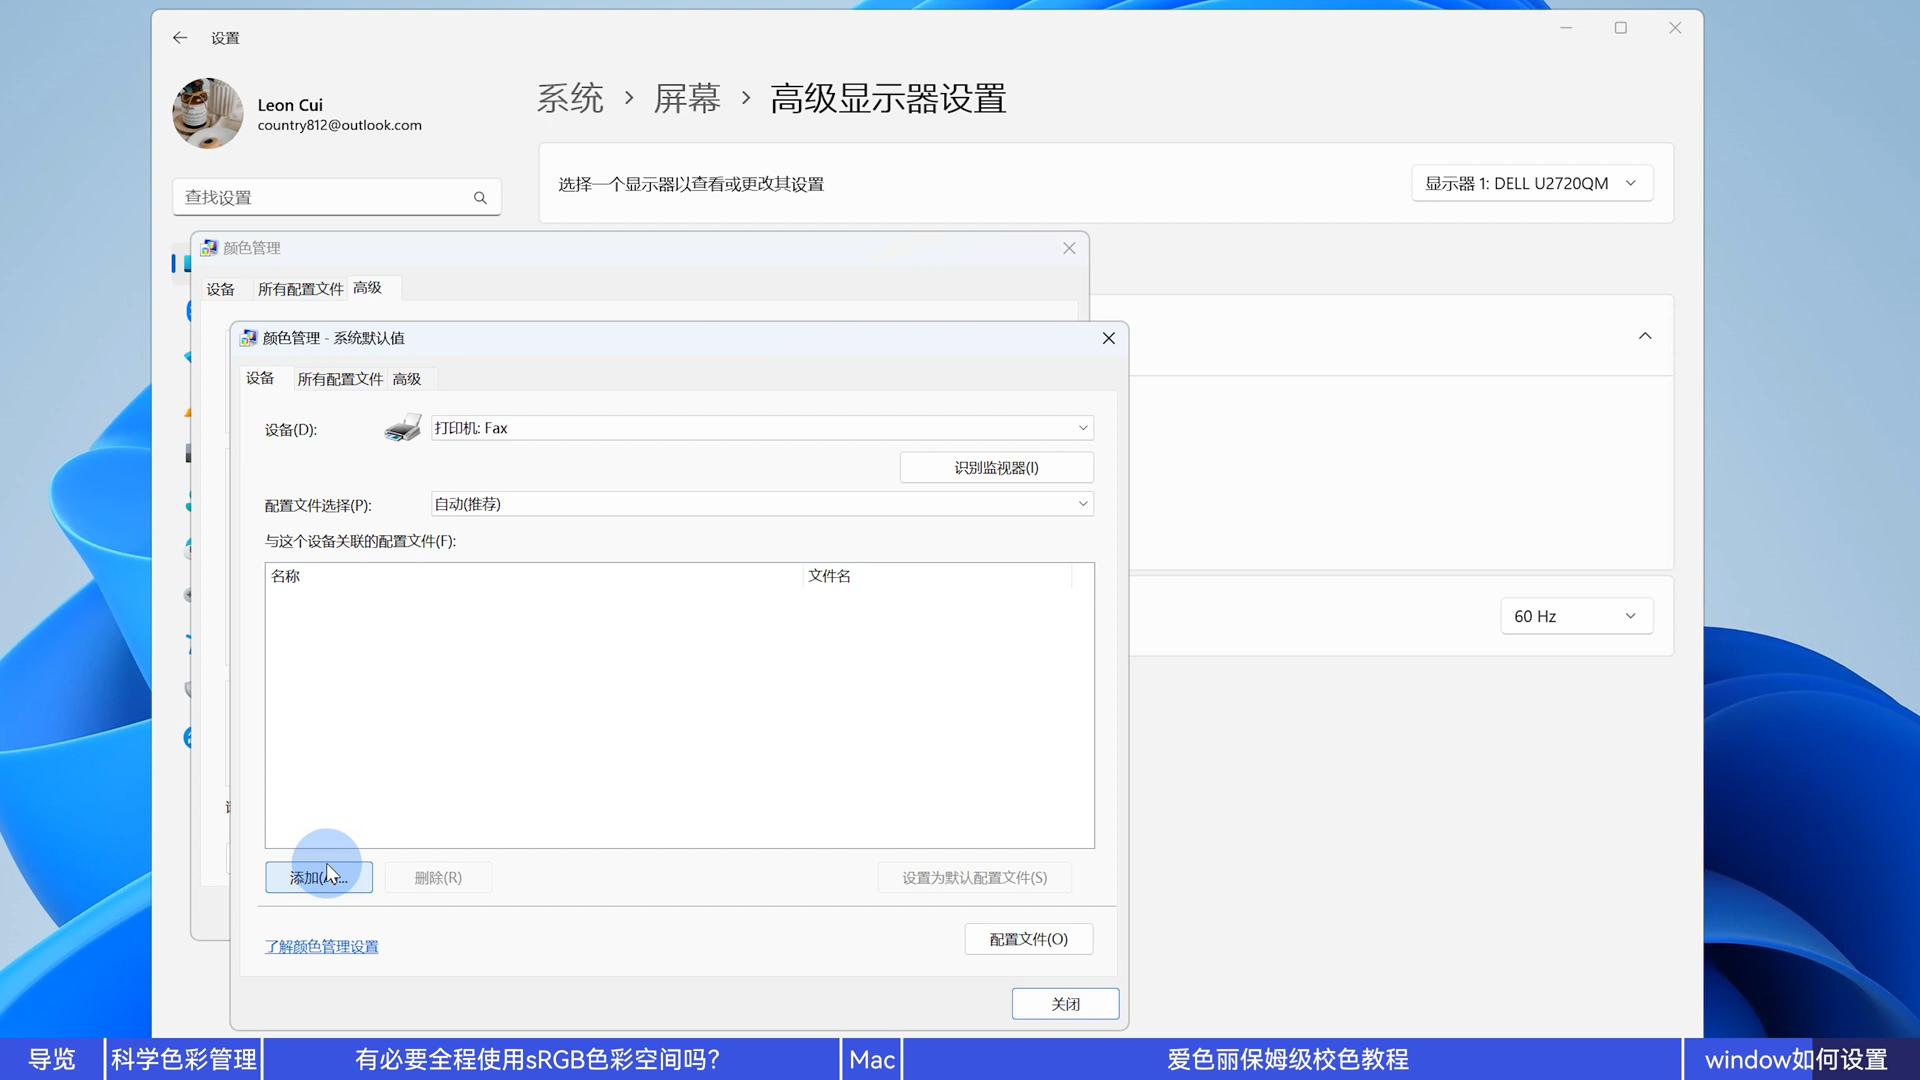 设置
Leon Cui
country812@outlook.com
查找设置
系统 › 屏幕 › 高级显示器设置
选择一个显示器以查看或更改其设置
显示器 1: DELL U2720QM
颜色管理
设备 所有配置文件 高级
颜色管理 - 系统默认值
设备 所有配置文件 高级
设备(D):
打印机: Fax
识别监视器(I)
配置文件选择(P):
自动(推荐)
与这个设备关联的配置文件(F):
名称 文件名
60 Hz
添加(A)...
删除(R)
设置为默认配置文件(S)
了解颜色管理设置
配置文件(O)
关闭
导览
科学色彩管理
有必要全程使用sRGB色彩空间吗?
Mac
爱色丽保姆级校色教程
window如何设置